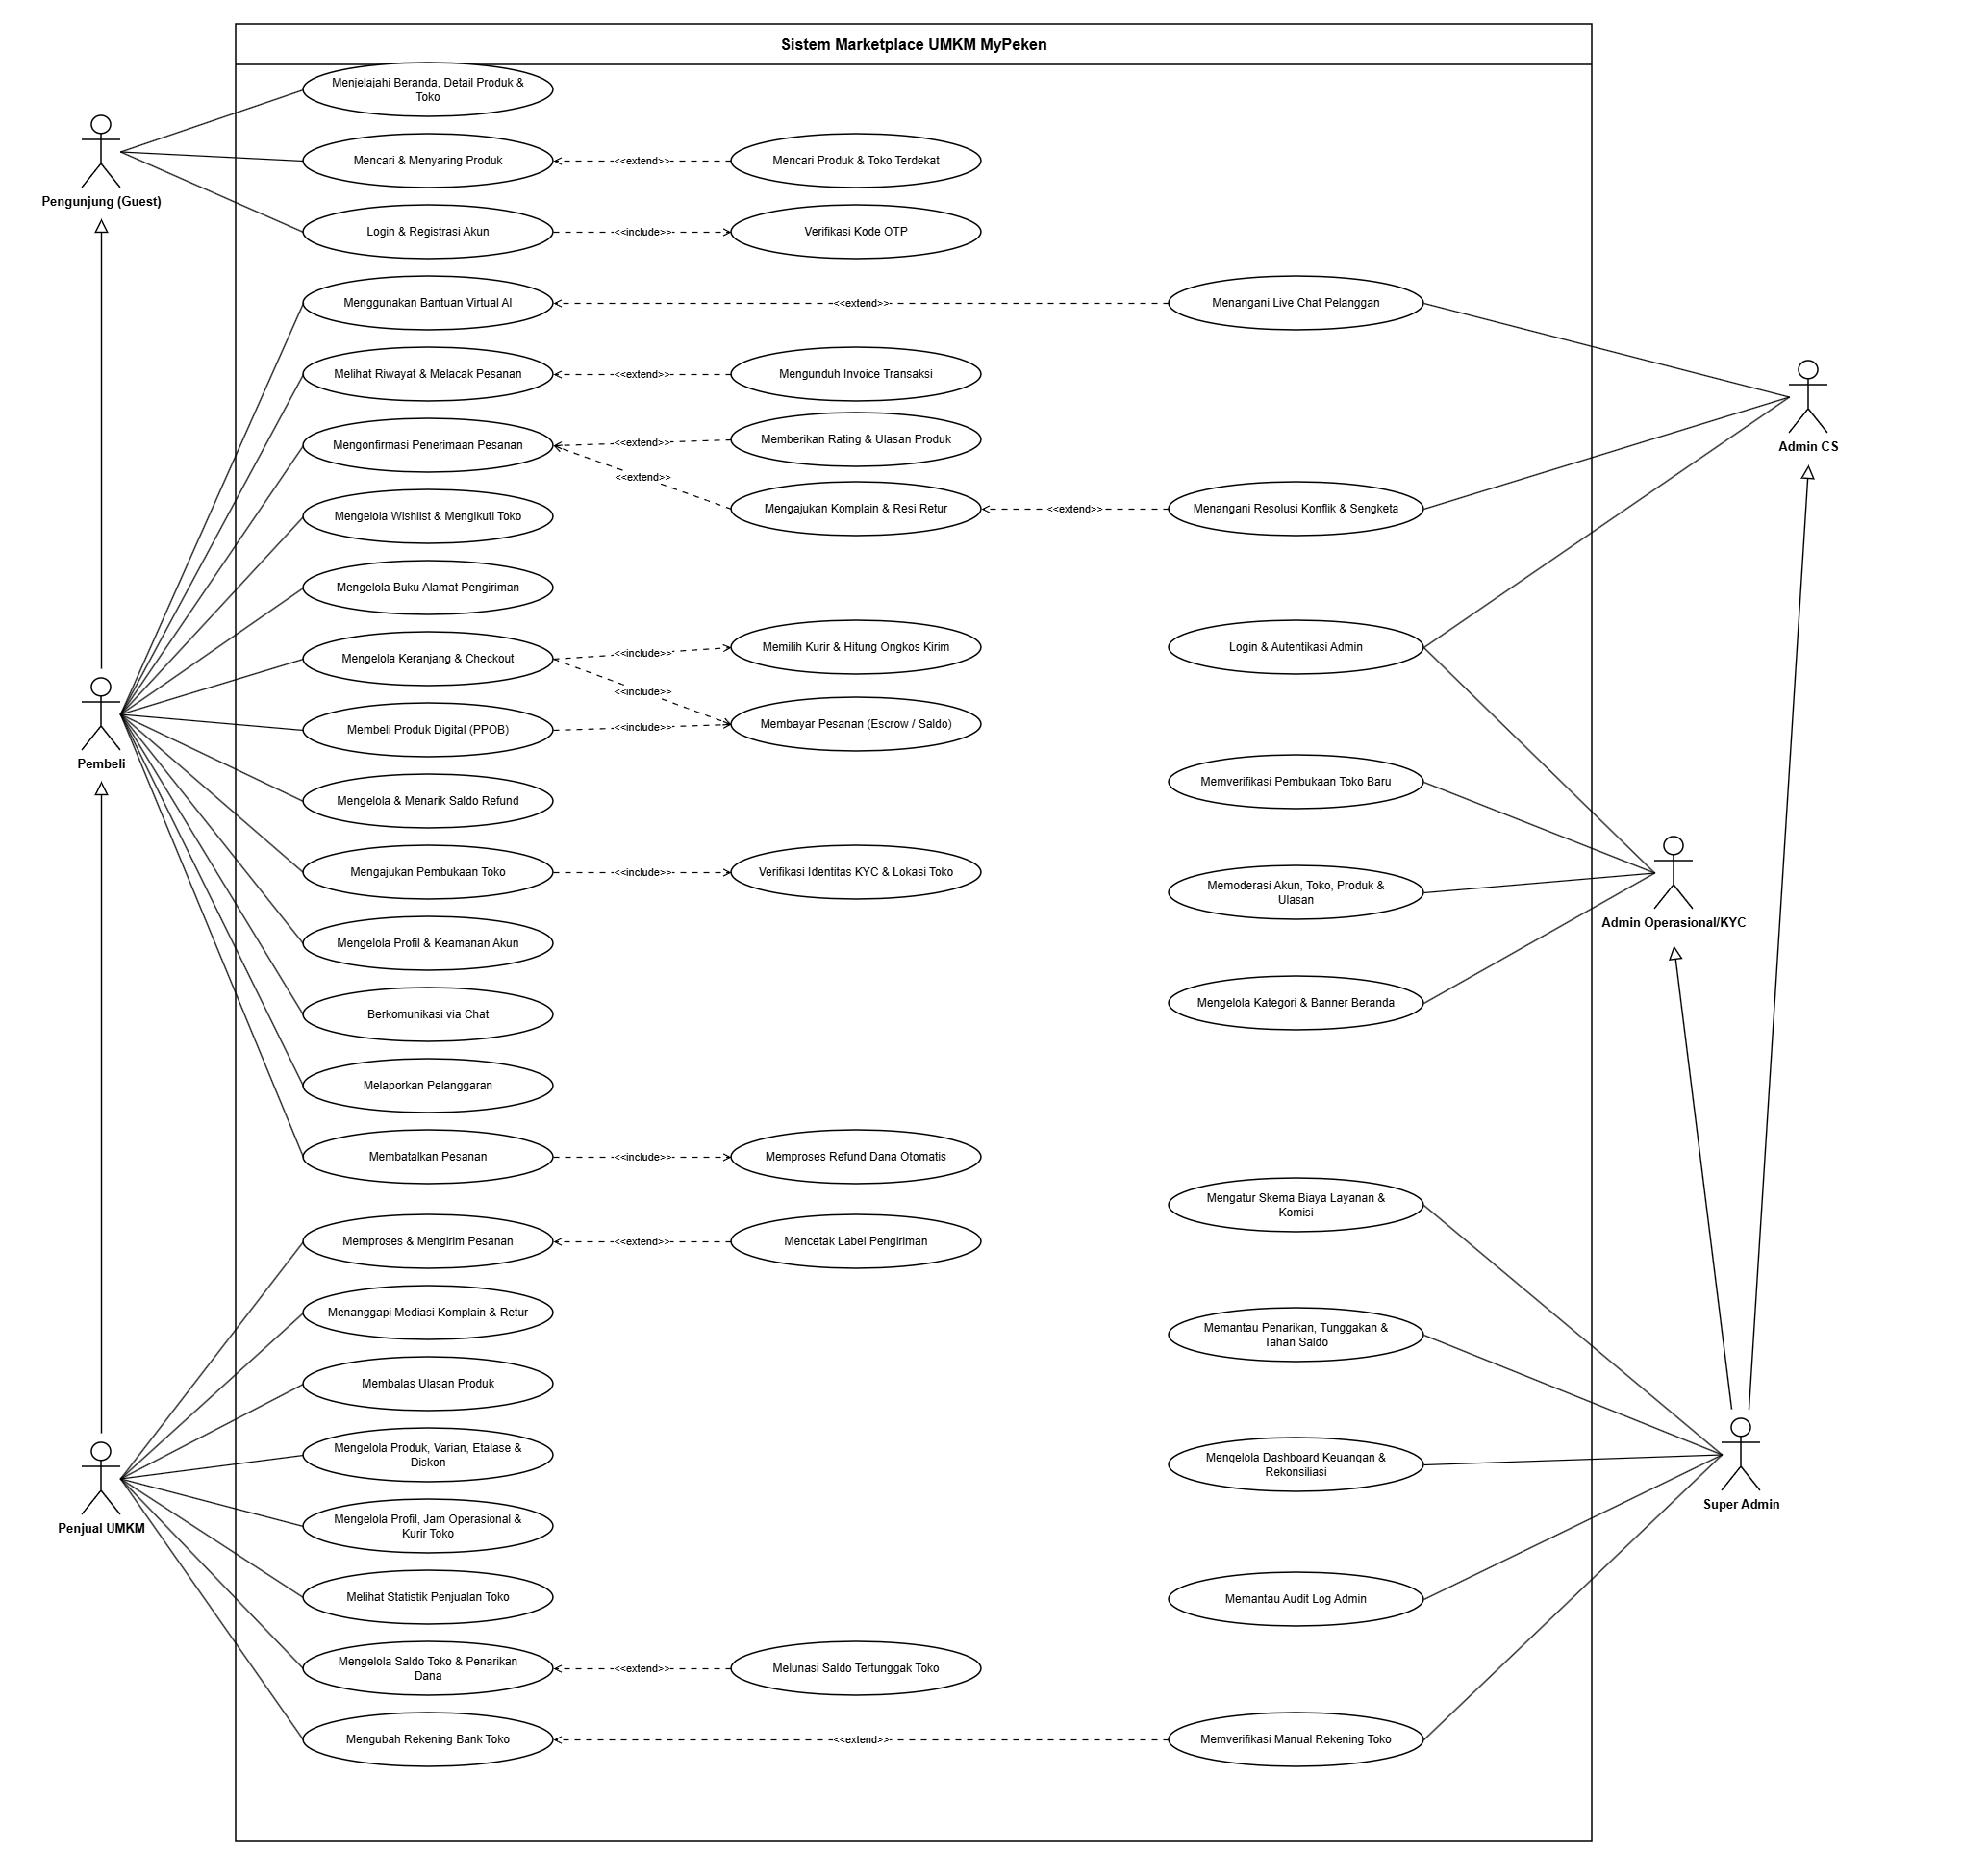 Sistem Marketplace UMKM MyPeken
Menjelajahi Beranda, Detail Produk &
Toko
Pengunjung (Guest)
Mencari & Menyaring Produk
<<extend>>
Mencari Produk & Toko Terdekat
Login & Registrasi Akun
<<include>>
Verifikasi Kode OTP
Menggunakan Bantuan Virtual AI
<<extend>>
Menangani Live Chat Pelanggan
Melihat Riwayat & Melacak Pesanan
<<extend>>
Mengunduh Invoice Transaksi
Admin CS
Mengonfirmasi Penerimaan Pesanan
<<extend>>
Memberikan Rating & Ulasan Produk
<<extend>>
Mengajukan Komplain & Resi Retur
<<extend>>
Menangani Resolusi Konflik & Sengketa
Mengelola Wishlist & Mengikuti Toko
Mengelola Buku Alamat Pengiriman
Mengelola Keranjang & Checkout
<<include>>
Memilih Kurir & Hitung Ongkos Kirim
Login & Autentikasi Admin
<<include>>
Membeli Produk Digital (PPOB)
<<include>>
Membayar Pesanan (Escrow / Saldo)
Pembeli
Memverifikasi Pembukaan Toko Baru
Mengelola & Menarik Saldo Refund
Mengajukan Pembukaan Toko
<<include>>
Verifikasi Identitas KYC & Lokasi Toko
Memoderasi Akun, Toko, Produk &
Ulasan
Admin Operasional/KYC
Mengelola Profil & Keamanan Akun
Mengelola Kategori & Banner Beranda
Berkomunikasi via Chat
Melaporkan Pelanggaran
Membatalkan Pesanan
<<include>>
Memproses Refund Dana Otomatis
Mengatur Skema Biaya Layanan &
Komisi
Memproses & Mengirim Pesanan
<<extend>>
Mencetak Label Pengiriman
Menanggapi Mediasi Komplain & Retur
Memantau Penarikan, Tunggakan &
Tahan Saldo
Membalas Ulasan Produk
Mengelola Produk, Varian, Etalase &
Diskon
Mengelola Dashboard Keuangan &
Rekonsiliasi
Super Admin
Penjual UMKM
Mengelola Profil, Jam Operasional &
Kurir Toko
Melihat Statistik Penjualan Toko
Memantau Audit Log Admin
Mengelola Saldo Toko & Penarikan
Dana
<<extend>>
Melunasi Saldo Tertunggak Toko
Mengubah Rekening Bank Toko
<<extend>>
Memverifikasi Manual Rekening Toko